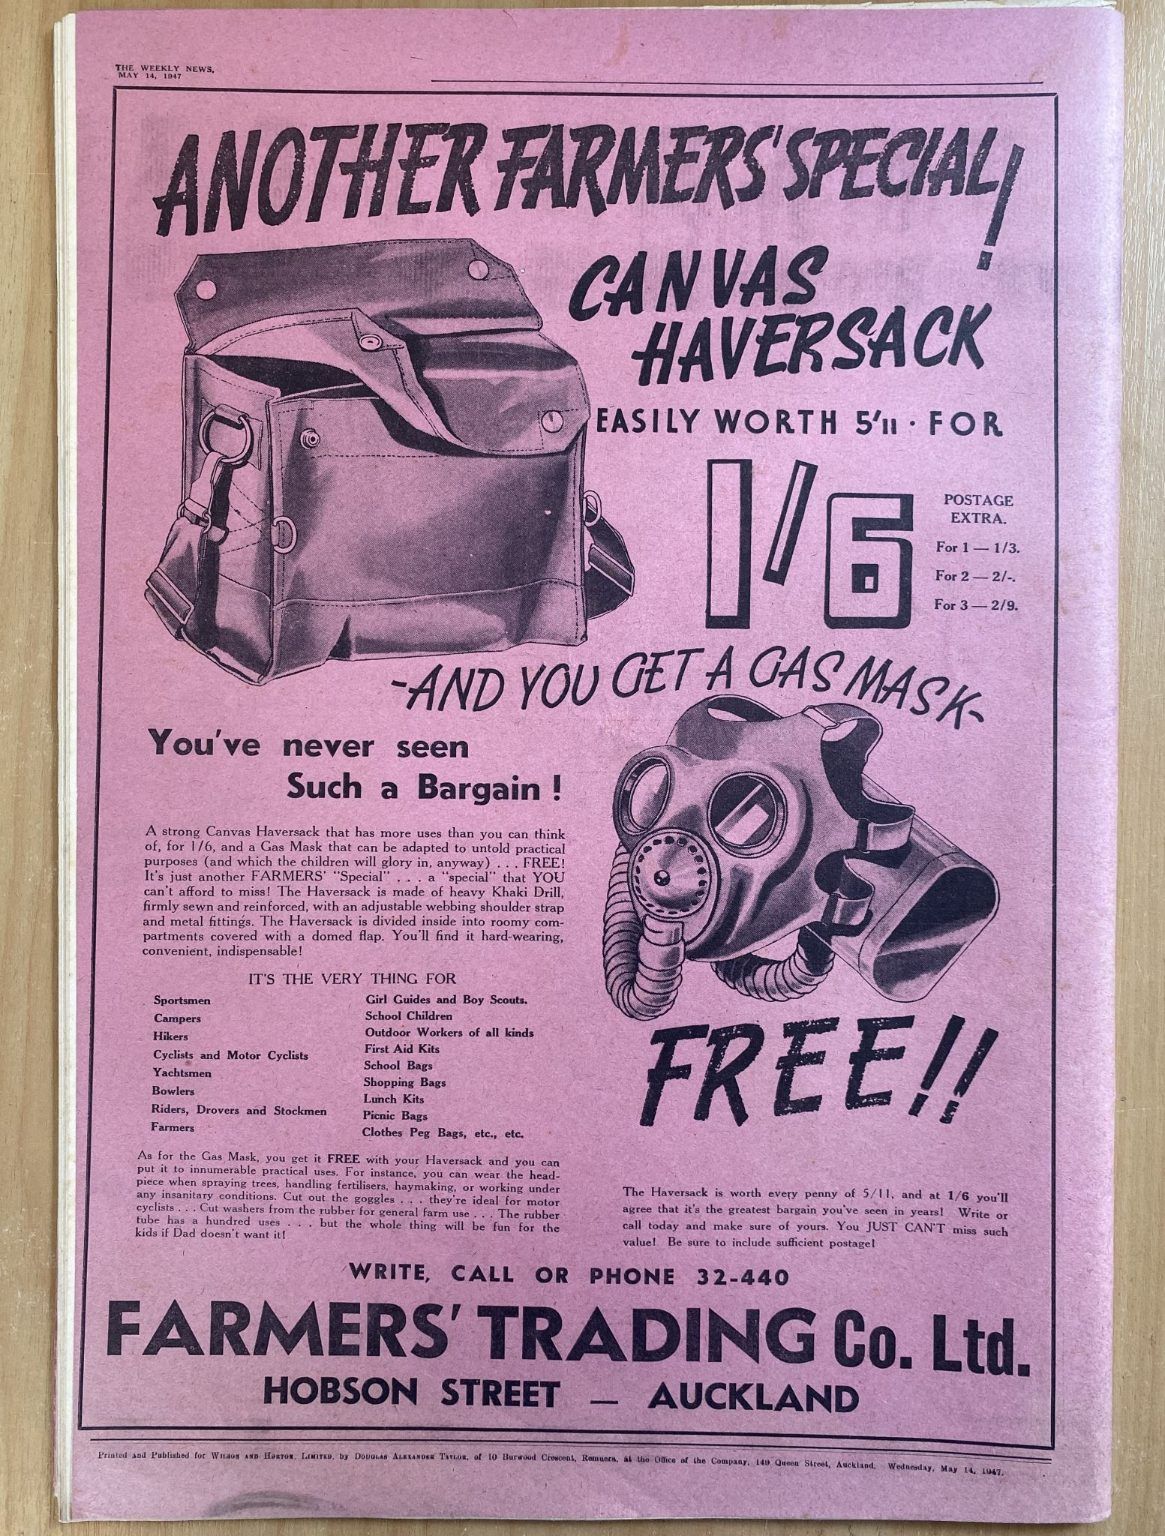 THE WEEKLY NEWS,
MAY 14, 1947
ANOTHER FARMERS' SPECIAL!
CANVAS
HAVERSACK
EASILY WORTH 5'11 · FOR
1/6
POSTAGE
EXTRA.
For 1 — 1/3.
For 2 — 2/-.
For 3 — 2/9.
-AND YOU GET A GAS MASK-
You've never seen
Such a Bargain !
A strong Canvas Haversack that has more uses than you can think
of, for 1/6, and a Gas Mask that can be adapted to untold practical
purposes (and which the children will glory in, anyway) . . . FREE!
It's just another FARMERS' "Special" . . . a "special" that YOU
can't afford to miss! The Haversack is made of heavy Khaki Drill,
firmly sewn and reinforced, with an adjustable webbing shoulder strap
and metal fittings. The Haversack is divided inside into roomy com-
partments covered with a domed flap. You'll find it hard-wearing,
convenient, indispensable!
IT'S THE VERY THING FOR
Sportsmen
Campers
Hikers
Cyclists and Motor Cyclists
Yachtsmen
Bowlers
Riders, Drovers and Stockmen
Farmers
Girl Guides and Boy Scouts.
School Children
Outdoor Workers of all kinds
First Aid Kits
School Bags
Shopping Bags
Lunch Kits
Picnic Bags
Clothes Peg Bags, etc., etc.
As for the Gas Mask, you get it FREE with your Haversack and you can
put it to innumerable practical uses. For instance, you can wear the head-
piece when spraying trees, handling fertilisers, haymaking, or working under
any insanitary conditions. Cut out the goggles . . . they're ideal for motor
cyclists . . . Cut washers from the rubber for general farm use . . . The rubber
tube has a hundred uses . . . but the whole thing will be fun for the
kids if Dad doesn't want it!
FREE!!
The Haversack is worth every penny of 5/11, and at 1/6 you'll
agree that it's the greatest bargain you've seen in years! Write or
call today and make sure of yours. You JUST CAN'T miss such
value! Be sure to include sufficient postage!
WRITE, CALL OR PHONE 32-440
FARMERS' TRADING Co. Ltd.
HOBSON STREET — AUCKLAND
Printed and Published for WILSON AND HORTON, LIMITED, by DOUGLAS ALEXANDER TAYLOR, of 10 Burwood Crescent, Remuera, at the Office of the Company, 149 Queen Street, Auckland. Wednesday, May 14, 1947.